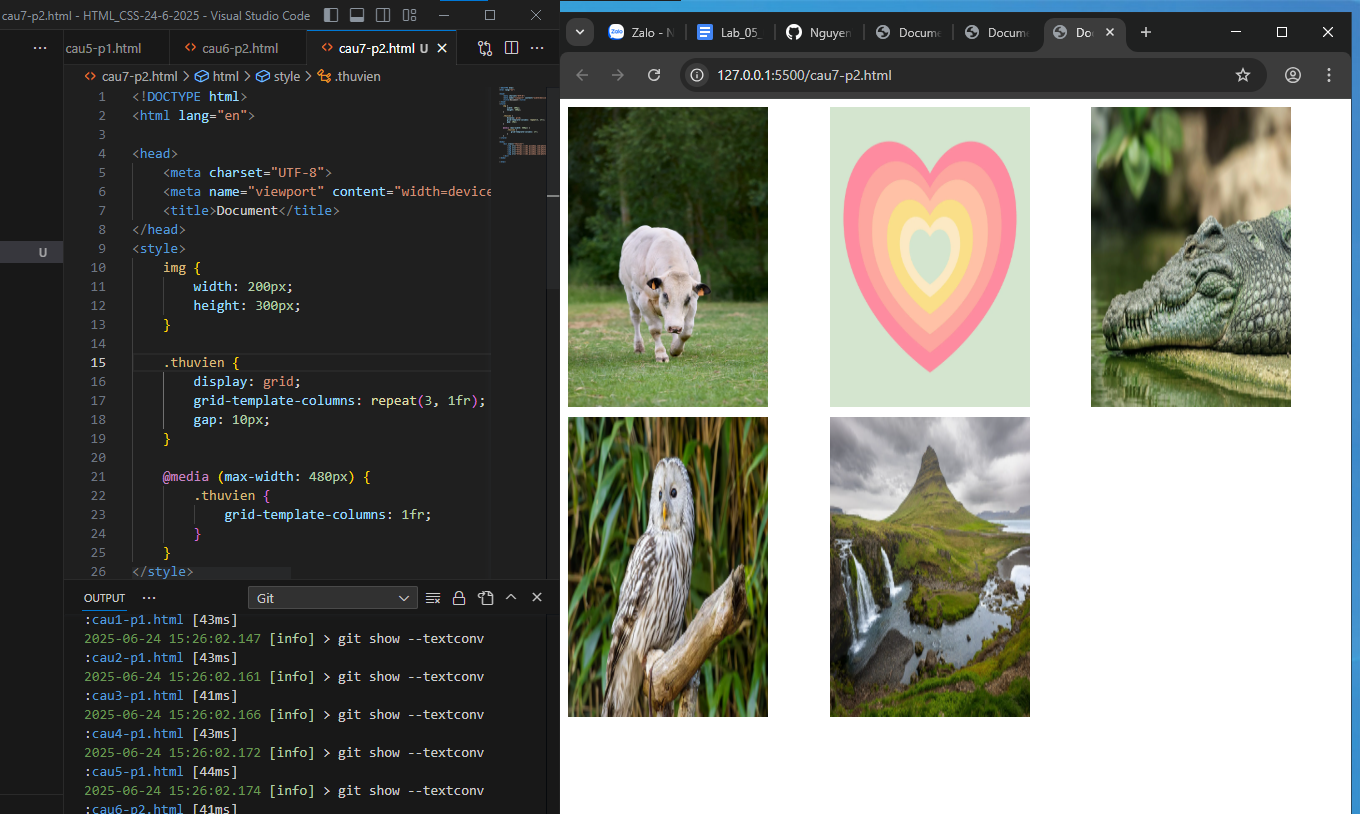 cau7-p2.html - HTML_CSS-24-6-2025 - Visual Studio Code
cau5-p1.html
cau6-p2.html
cau7-p2.html U
cau7-p2.html > html > style > .thuvien
U
1 <!DOCTYPE html>
2 <html lang="en">
3
4 <head>
5 <meta charset="UTF-8">
6 <meta name="viewport" content="width=device
7 <title>Document</title>
8 </head>
9 <style>
10 img {
11 width: 200px;
12 height: 300px;
13 }
14
15 .thuvien {
16 display: grid;
17 grid-template-columns: repeat(3, 1fr);
18 gap: 10px;
19 }
20
21 @media (max-width: 480px) {
22 .thuvien {
23 grid-template-columns: 1fr;
24 }
25 }
26 </style>
OUTPUT
Git
:cau1-p1.html [43ms]
2025-06-24 15:26:02.147 [info] > git show --textconv
:cau2-p1.html [43ms]
2025-06-24 15:26:02.161 [info] > git show --textconv
:cau3-p1.html [41ms]
2025-06-24 15:26:02.166 [info] > git show --textconv
:cau4-p1.html [43ms]
2025-06-24 15:26:02.172 [info] > git show --textconv
:cau5-p1.html [44ms]
2025-06-24 15:26:02.174 [info] > git show --textconv
:cau6-p2.html [41ms]
Zalo
Zalo - N
Lab_05_
Nguyen
Docume
Docume
Do
127.0.0.1:5500/cau7-p2.html